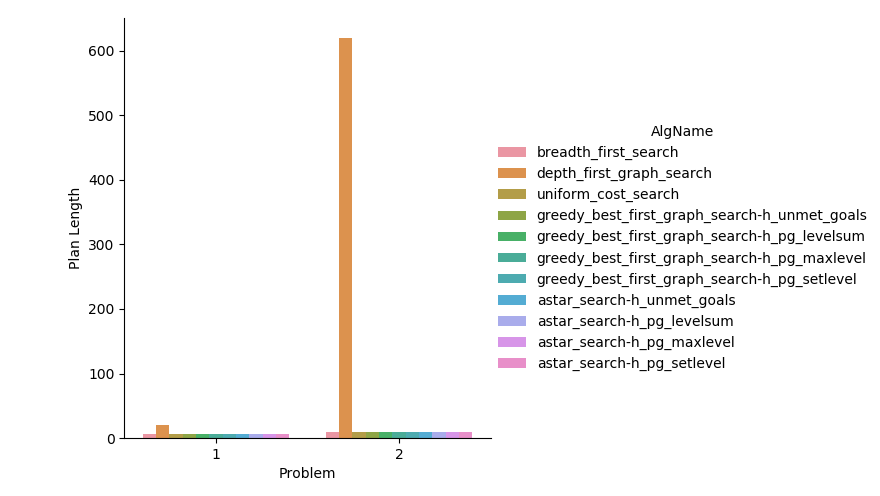 600
500
400
300
200
100
0
Plan Length
1
2
Problem
AlgName
breadth_first_search
depth_first_graph_search
uniform_cost_search
greedy_best_first_graph_search-h_unmet_goals
greedy_best_first_graph_search-h_pg_levelsum
greedy_best_first_graph_search-h_pg_maxlevel
greedy_best_first_graph_search-h_pg_setlevel
astar_search-h_unmet_goals
astar_search-h_pg_levelsum
astar_search-h_pg_maxlevel
astar_search-h_pg_setlevel